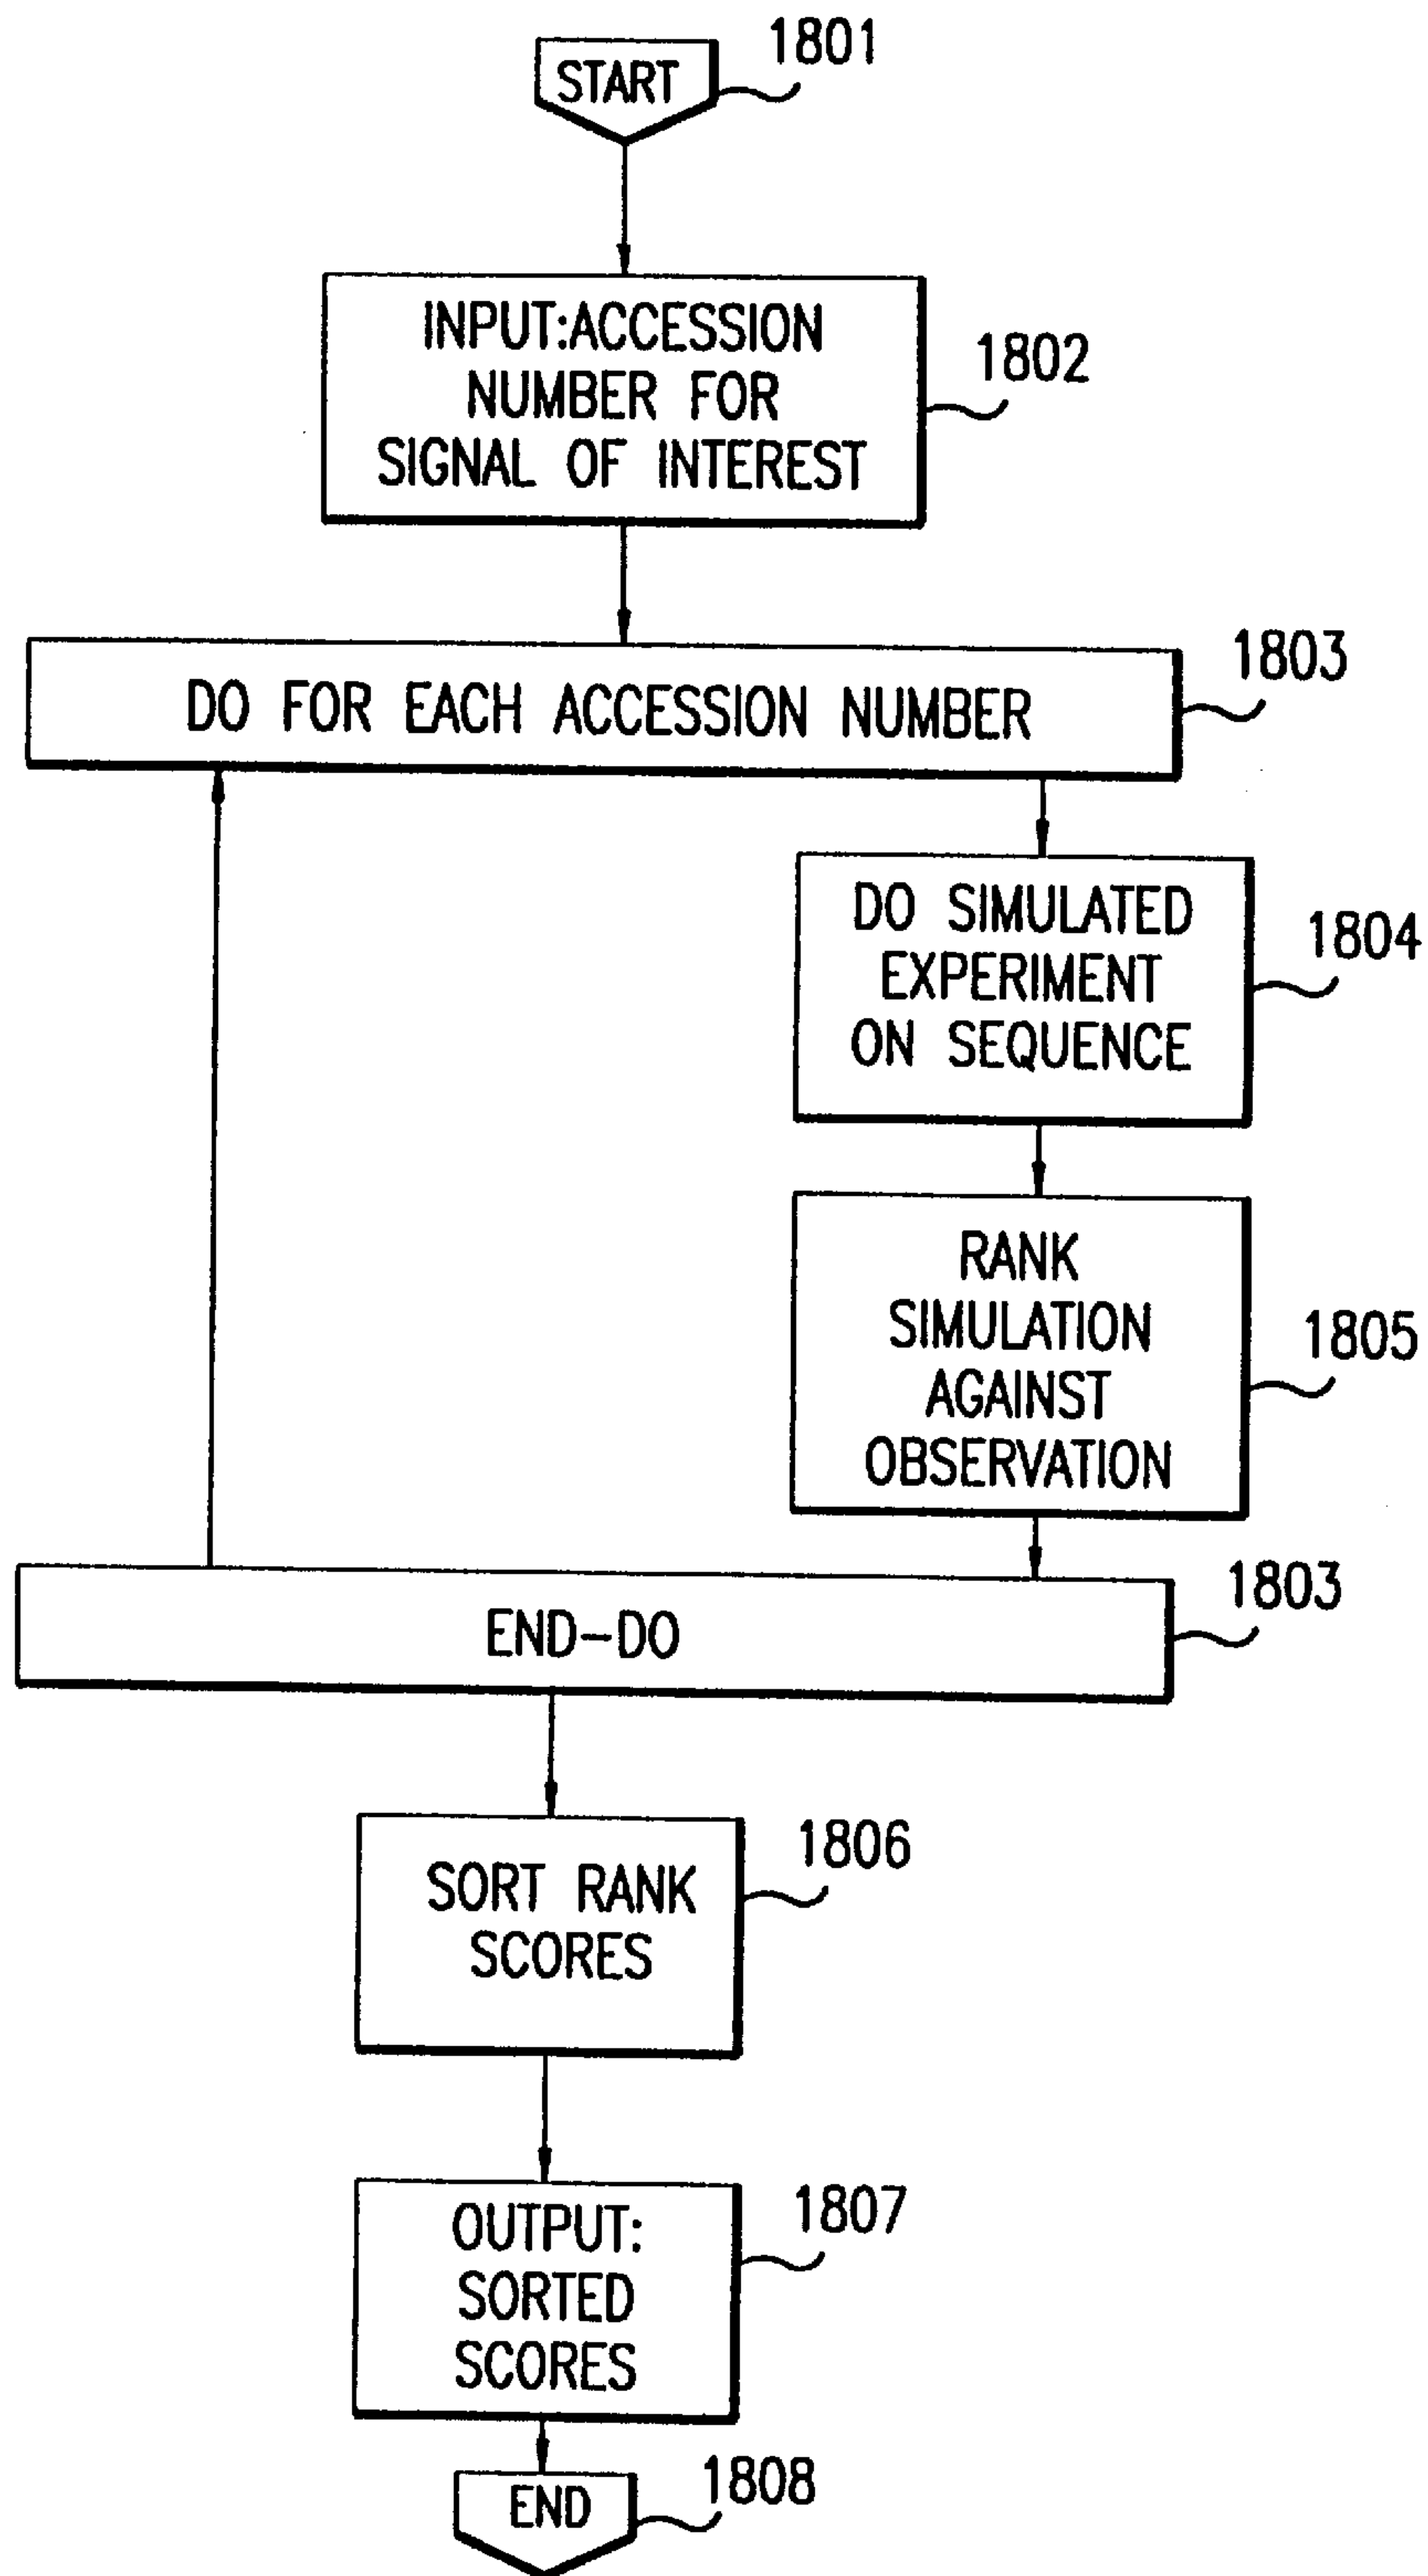 1801
START
INPUT:ACCESSION
NUMBER FOR
SIGNAL OF INTEREST
1802
DO FOR EACH ACCESSION NUMBER
1803
DO SIMULATED
EXPERIMENT
ON SEQUENCE
1804
RANK
SIMULATION
AGAINST
OBSERVATION
1805
END-DO
1803
SORT RANK
SCORES
1806
OUTPUT:
SORTED
SCORES
1807
END
1808